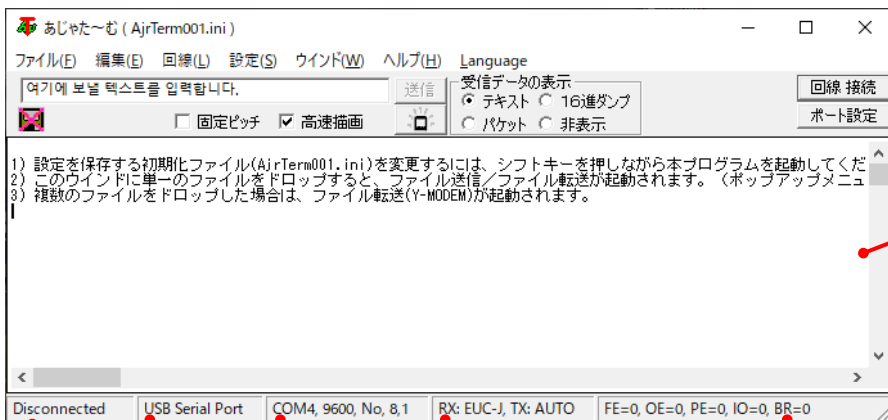 あじゃた～む ( AjrTerm001.ini )
ファイル(F) 編集(E) 回線(L) 設定(S) ウインド(W) ヘルプ(H) Language
여기에 보낼 텍스트를 입력합니다.
送信
受信データの表示
テキスト 16進ダンプ
パケット 非表示
回線 接続
ポート設定
固定ピッチ 高速描画
1) 設定を保存する初期化ファイル(AjrTerm001.ini)を変更するには、シフトキーを押しながら本プログラムを起動してくだ
2) このウインドに単一のファイルをドロップすると、ファイル送信／ファイル転送が起動されます。（ポップアップメニュ
3) 複数のファイルをドロップした場合は、ファイル転送(Y-MODEM)が起動されます。
Disconnected USB Serial Port COM4, 9600, No, 8,1 RX: EUC-J, TX: AUTO FE=0, OE=0, PE=0, IO=0, BR=0